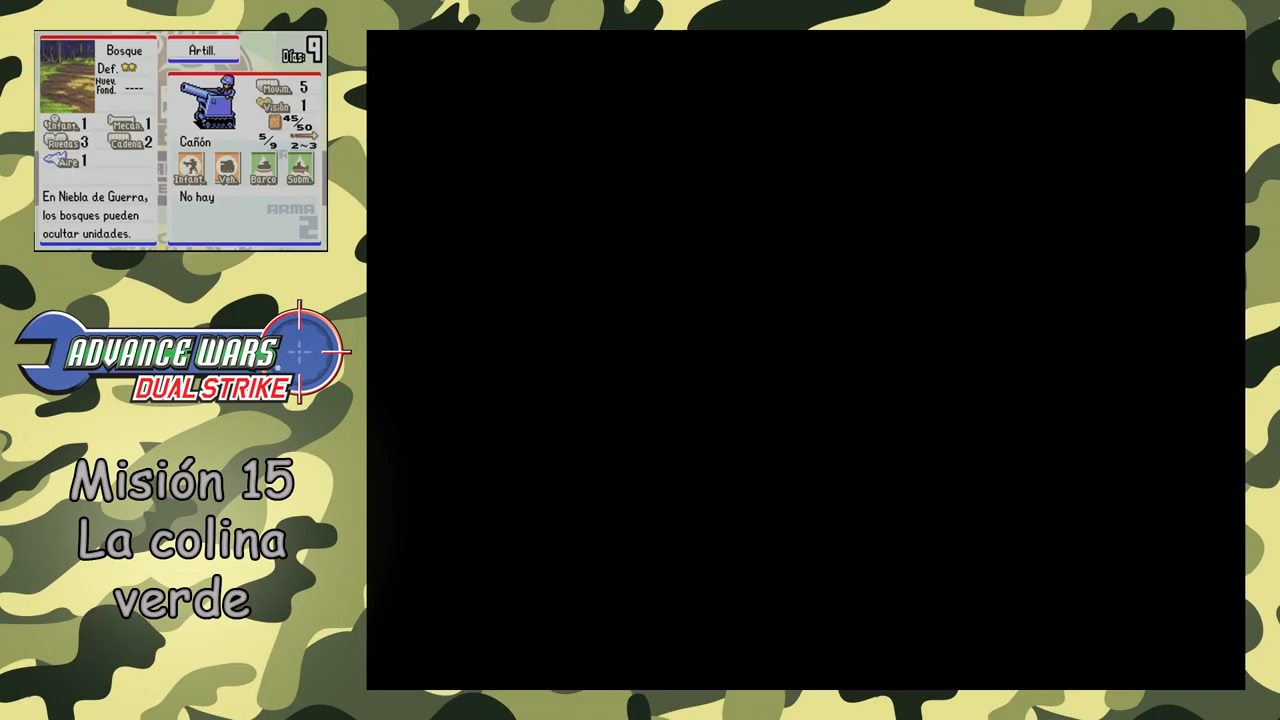 Bosque
Def.
Nuev.
Fond. ----
Infant. 1
Mecán. 1
Ruedas 3
Cadena 2
Aire 1
En Niebla de Guerra,
los bosques pueden
ocultar unidades.
Artill.
Días: 9
Movim. 5
Visión 1
45/50
Cañón
5/9
2~3
Infant. Veh. Barco Subm.
No hay
ARMA
2
ADVANCE WARS
DUAL STRIKE
Misión 15
La colina
verde